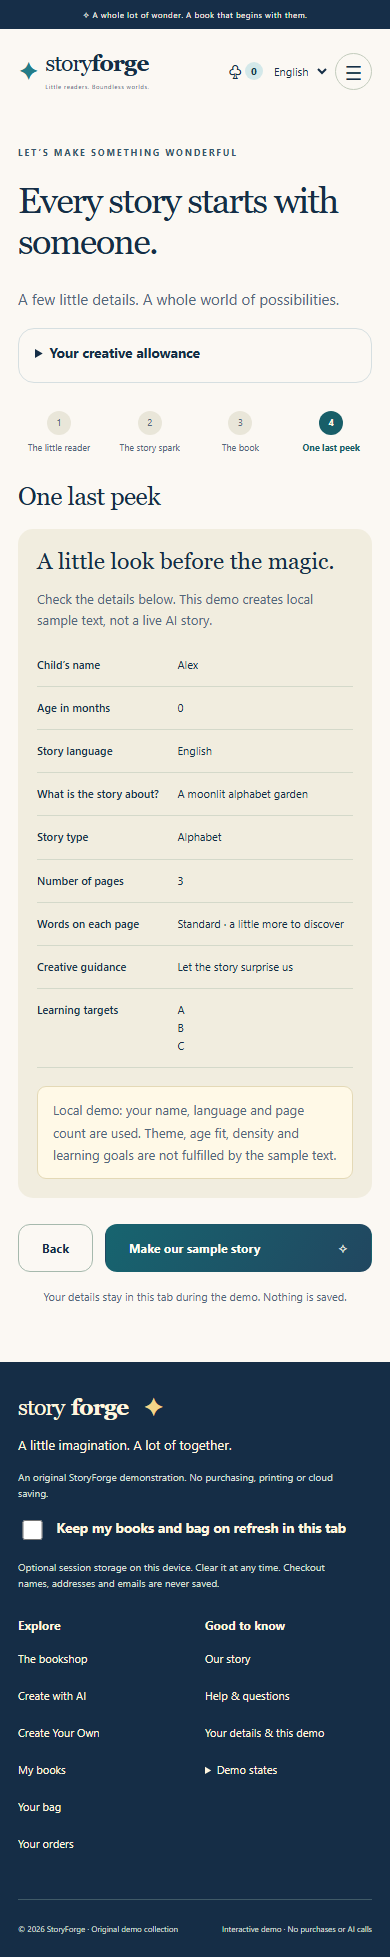 ✧ A whole lot of wonder. A book that begins with them.
storyforge
Little readers. Boundless worlds.
0
English
LET'S MAKE SOMETHING WONDERFUL
Every story starts with
someone.
A few little details. A whole world of possibilities.
▶ Your creative allowance
1
2
3
4
The little reader
The story spark
The book
One last peek
One last peek
A little look before the magic.
Check the details below. This demo creates local
sample text, not a live AI story.
Child's name Alex
Age in months 0
Story language English
What is the story about? A moonlit alphabet garden
Story type Alphabet
Number of pages 3
Words on each page Standard · a little more to discover
Creative guidance Let the story surprise us
Learning targets A
B
C
Local demo: your name, language and page
count are used. Theme, age fit, density and
learning goals are not fulfilled by the sample text.
Back
Make our sample story ✧
Your details stay in this tab during the demo. Nothing is saved.
story forge
A little imagination. A lot of together.
An original StoryForge demonstration. No purchasing, printing or cloud
saving.
Keep my books and bag on refresh in this tab
Optional session storage on this device. Clear it at any time. Checkout
names, addresses and emails are never saved.
Explore
The bookshop
Create with AI
Create Your Own
My books
Your bag
Your orders
Good to know
Our story
Help & questions
Your details & this demo
▶ Demo states
© 2026 StoryForge · Original demo collection
Interactive demo · No purchases or AI calls